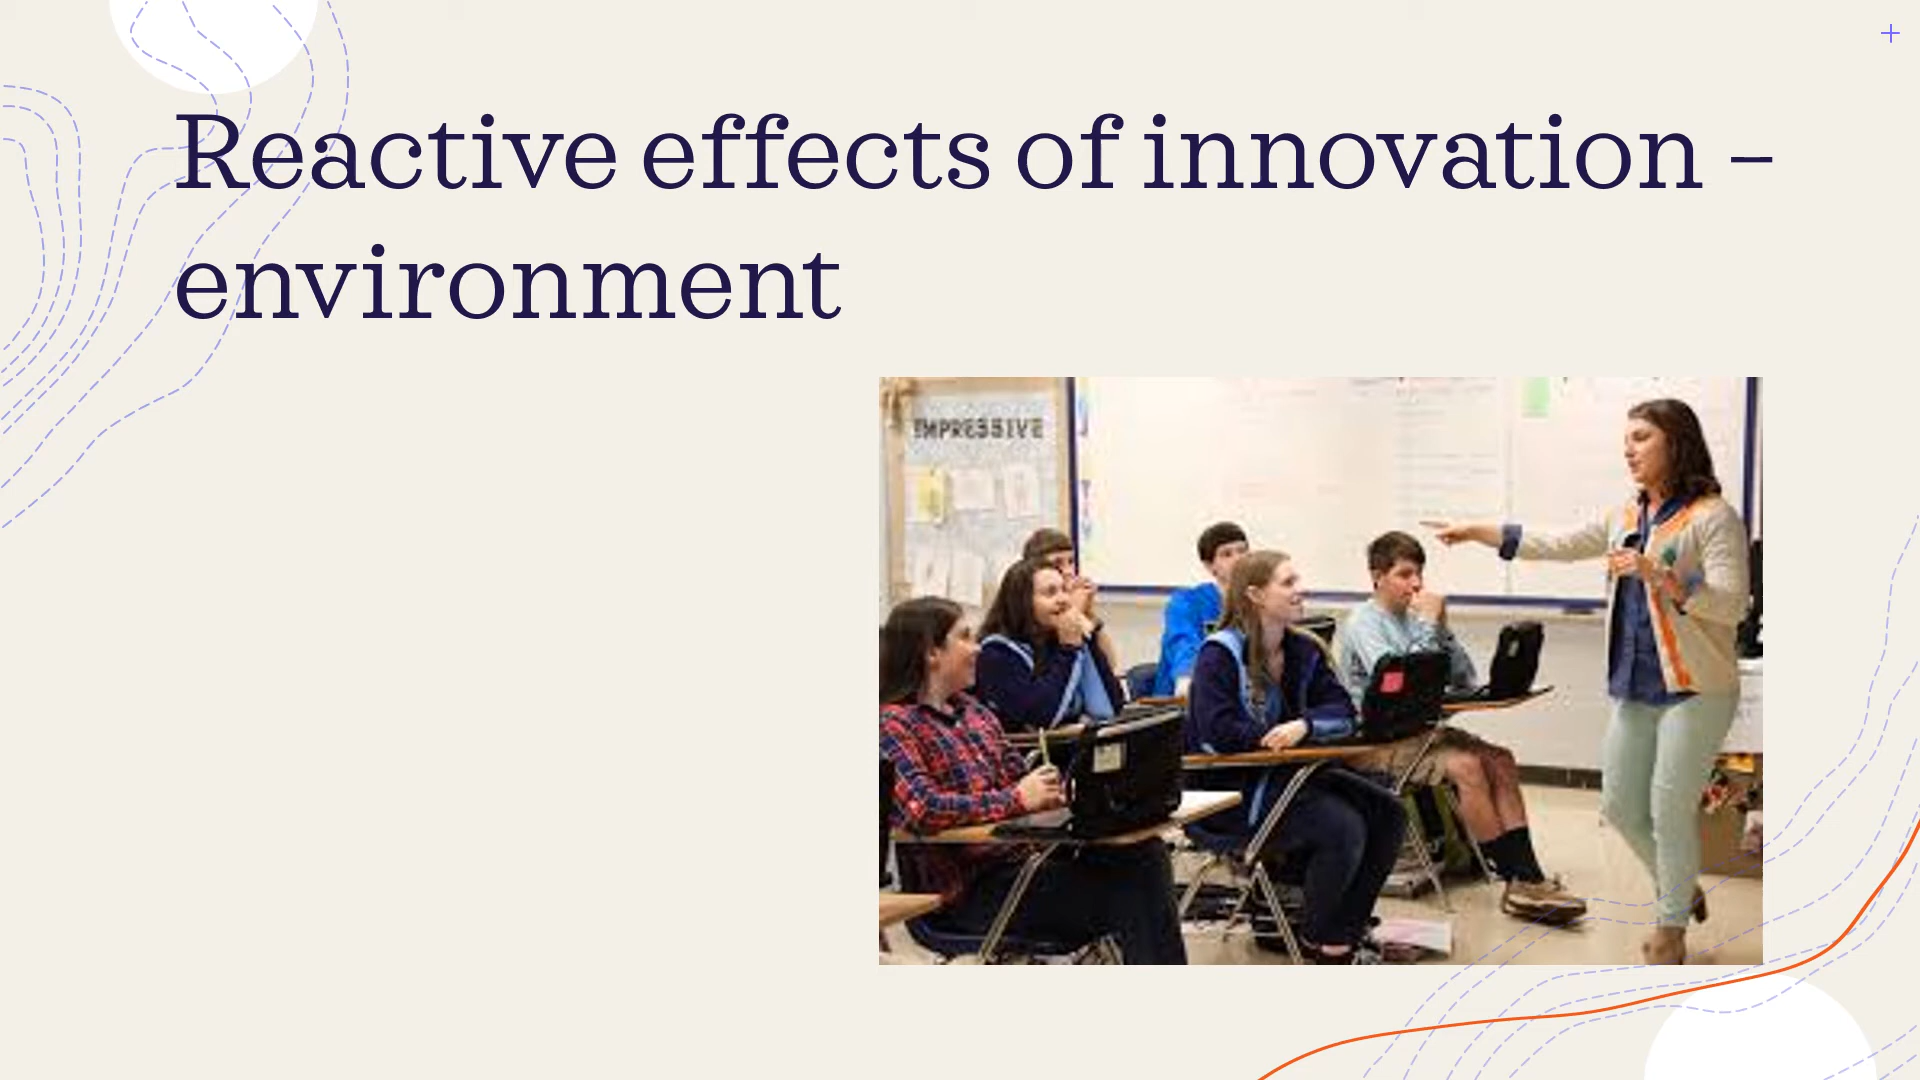 Reactive effects of innovation –
environment
IMPRESSIVE